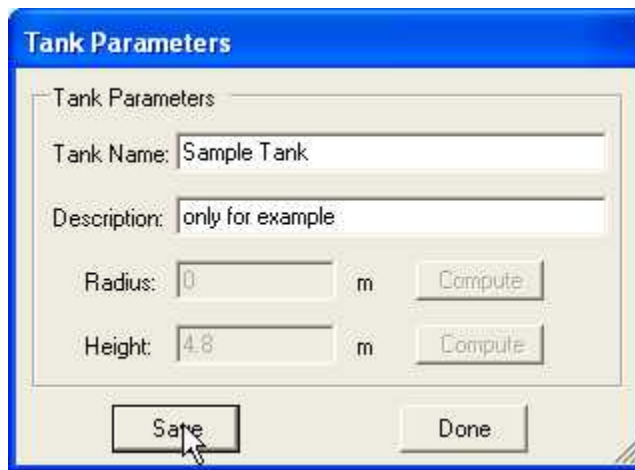 Tank Parameters
Tank Parameters
Tank Name: Sample Tank
Description: only for example
Radius: 0 m Compute
Height: 4.8 m Compute
Save Done